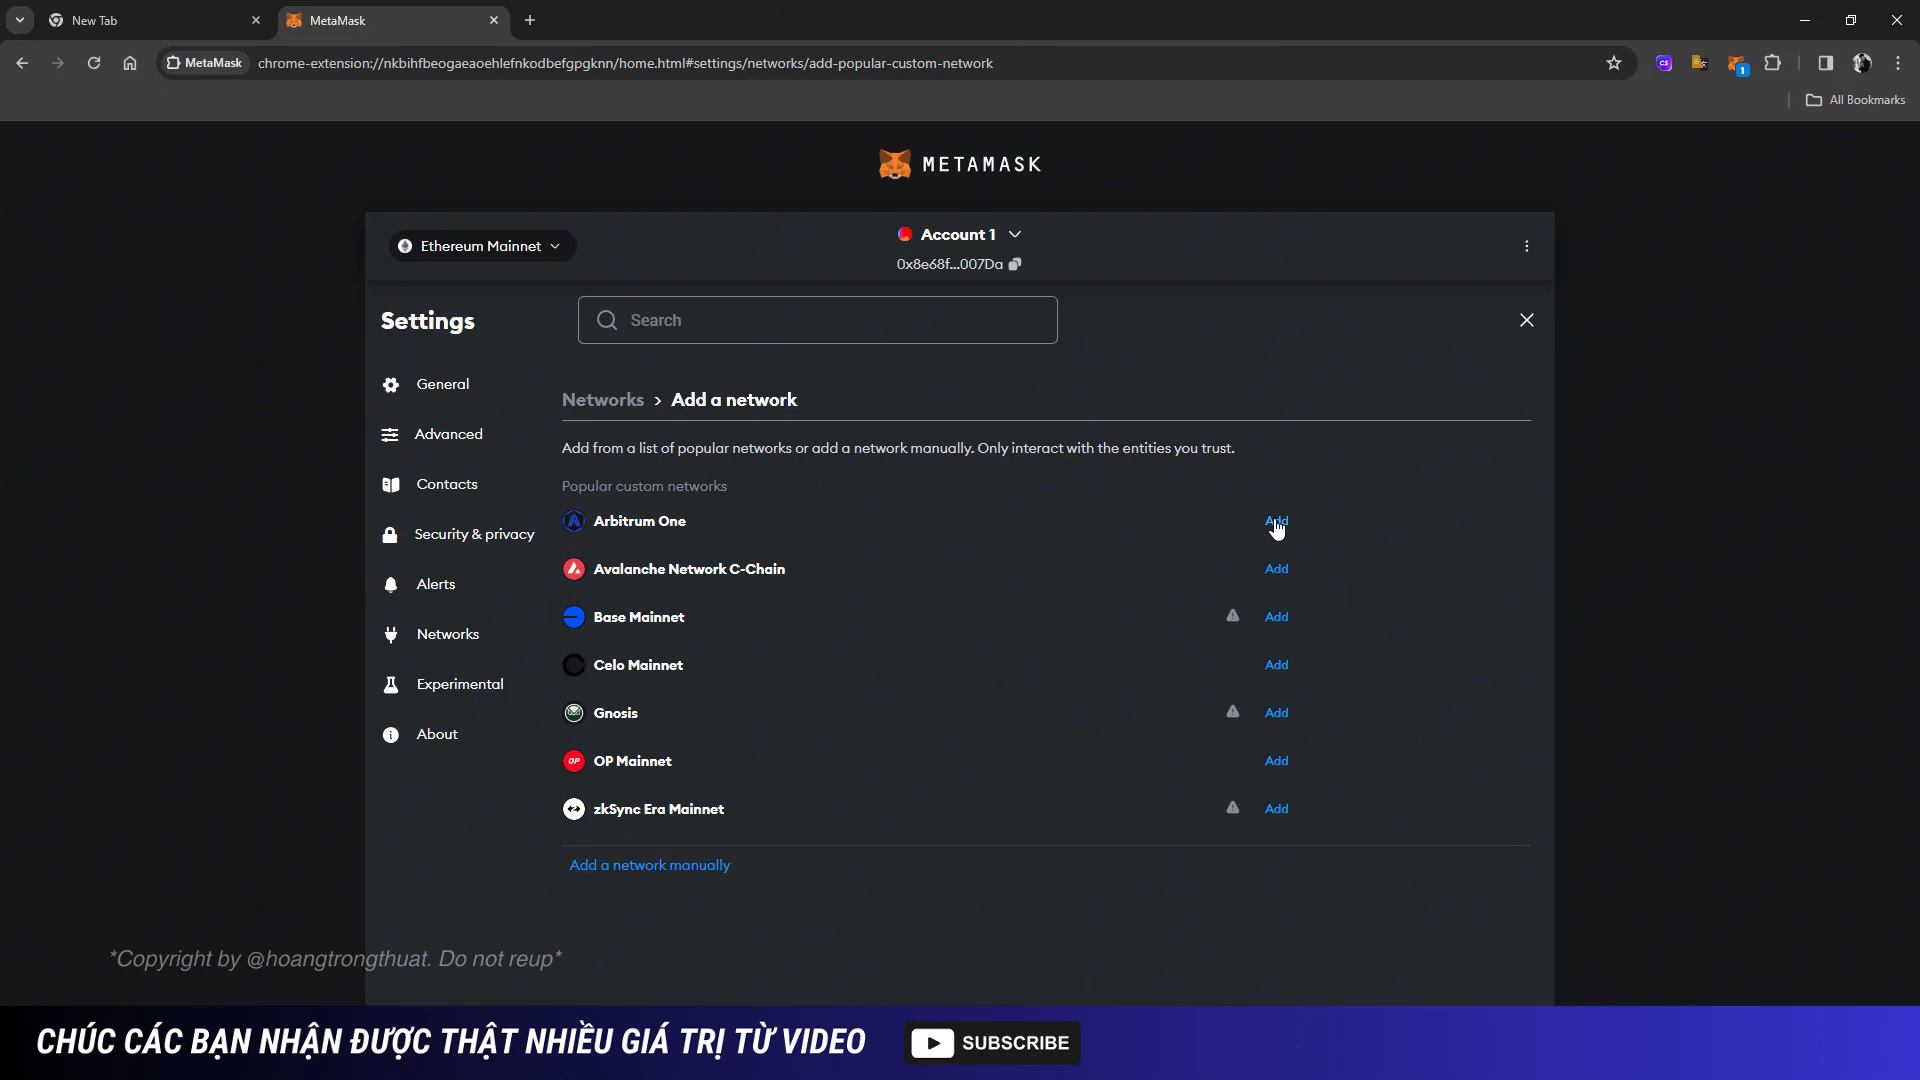 New Tab
MetaMask
MetaMask
chrome-extension://nkbihfbeogaeaoehlefnkodbefgpgknn/home.html#settings/networks/add-popular-custom-network
CS
1
All Bookmarks
METAMASK
Ethereum Mainnet
Account 1
0x8e68f...007Da
Settings
Search
General
Advanced
Contacts
Security & privacy
Alerts
Networks
Experimental
About
Networks > Add a network
Add from a list of popular networks or add a network manually. Only interact with the entities you trust.
Popular custom networks
Arbitrum One Add
Avalanche Network C-Chain Add
Base Mainnet Add
Celo Mainnet Add
Gnosis Add
OP OP Mainnet Add
zkSync Era Mainnet Add
Add a network manually
*Copyright by @hoangtrongthuat. Do not reup*
CHÚC CÁC BẠN NHẬN ĐƯỢC THẬT NHIỀU GIÁ TRỊ TỪ VIDEO
SUBSCRIBE